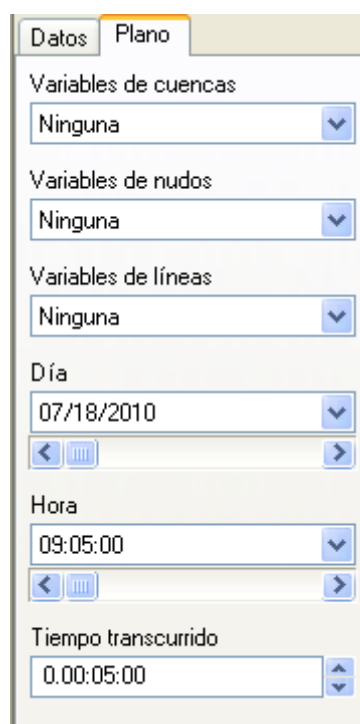 Datos Plano
Variables de cuencas
Ninguna
Variables de nudos
Ninguna
Variables de líneas
Ninguna
Día
07/18/2010
Hora
09:05:00
Tiempo transcurrido
0.00:05:00